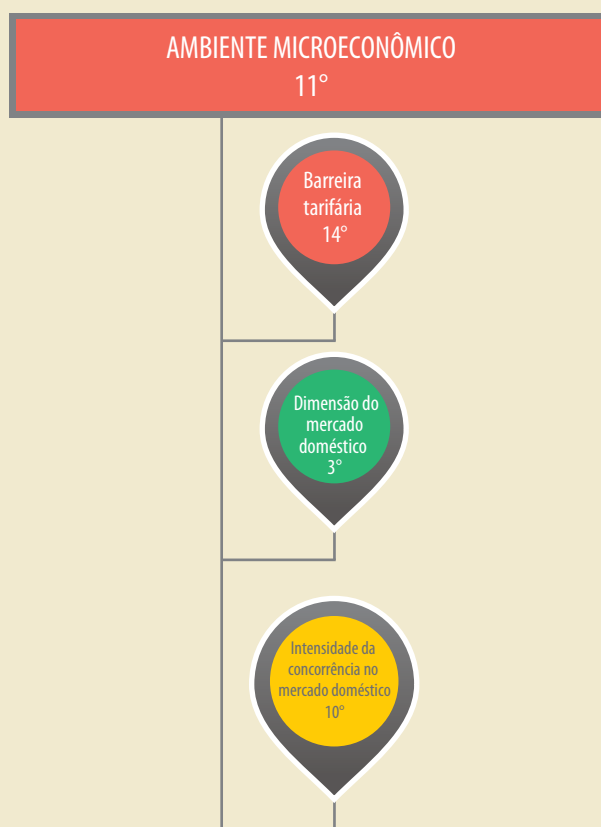 AMBIENTE MICROECONÔMICO
11°
Barreira
tarifária
14°
Dimensão do
mercado
doméstico
3°
Intensidade da
concorrência no
mercado doméstico
10°